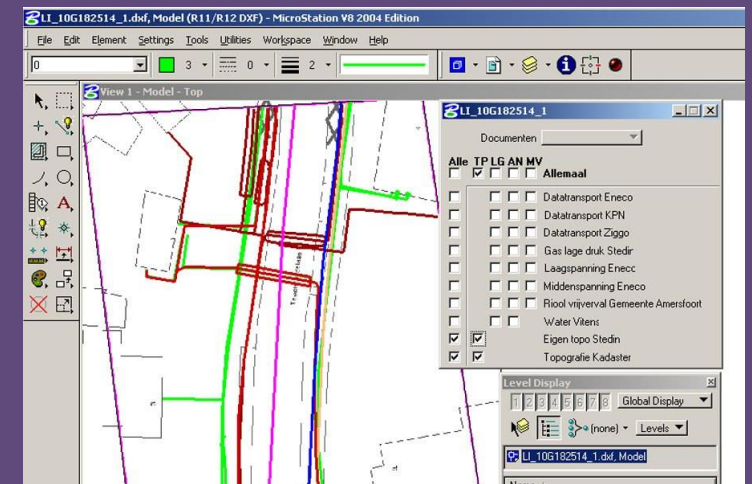 LI_10G182514_1.dxf, Model (R11/R12 DXF) - MicroStation V8 2004 Edition
File Edit Element Settings Tools Utilities Workspace Window Help
0 3 0 2
View 1 - Model - Top
LI_10G182514_1
Documenten
Alle TP LG AN MV
Allemaal
Datatransport Eneco
Datatransport KPN
Datatransport Ziggo
Gas lage druk Stedir
Laagspanning Enecc
Middenspanning Eneco
Riool vrijverval Gemeente Amersfoort
Water Vitens
Eigen topo Stedin
Topografie Kadaster
Level Display
1 2 3 4 5 6 7 8 Global Display
(none) Levels
LI_10G182514_1.dxf, Model